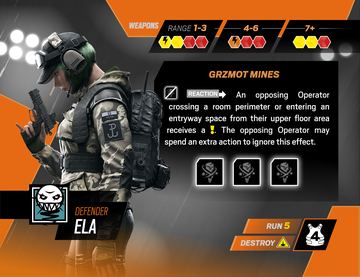 WEAPONS
RANGE 1-3
4-6
7+
GRZMOT MINES
REACTION An opposing Operator
crossing a room perimeter or entering an
entryway space from their upper floor area
receives a . The opposing Operator may
spend an extra action to ignore this effect.
DEFENDER
ELA
RUN 5
DESTROY